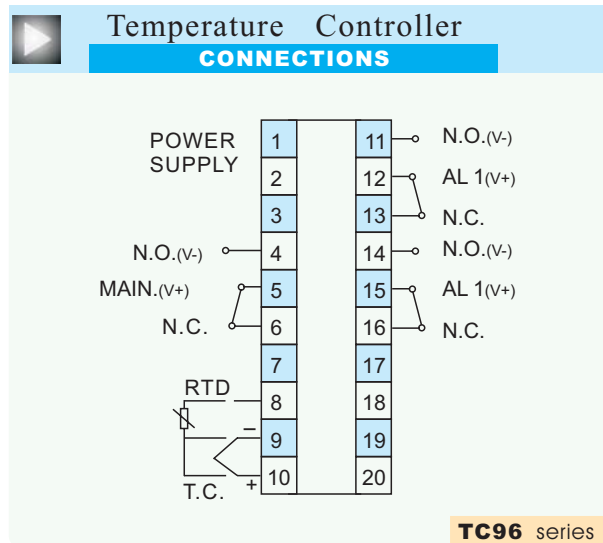 Temperature Controller
CONNECTIONS
POWER SUPPLY
1
2
3
N.O.(V-) 4
MAIN.(V+) 5
N.C. 6
7
RTD
8
− 9
+ 10
T.C.
11 N.O.(V-)
12 AL 1(V+)
13 N.C.
14 N.O.(V-)
15 AL 1(V+)
16 N.C.
17
18
19
20
TC96 series